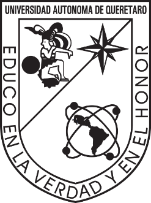 UNIVERSIDAD AUTONOMA DE QUERETARO
EDUCO EN LA VERDAD Y EN EL HONOR